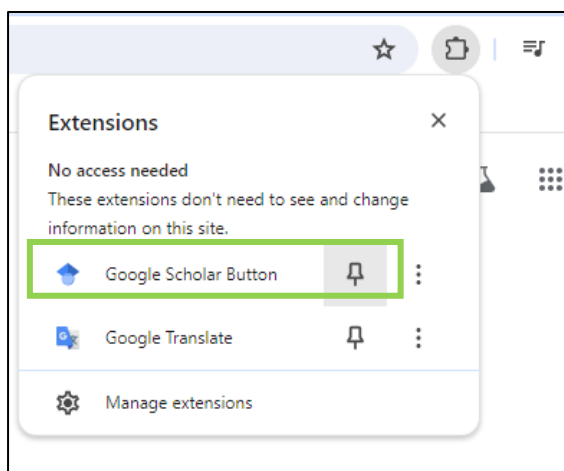 Extensions
No access needed
These extensions don't need to see and change
information on this site.
Google Scholar Button
Google Translate
Manage extensions